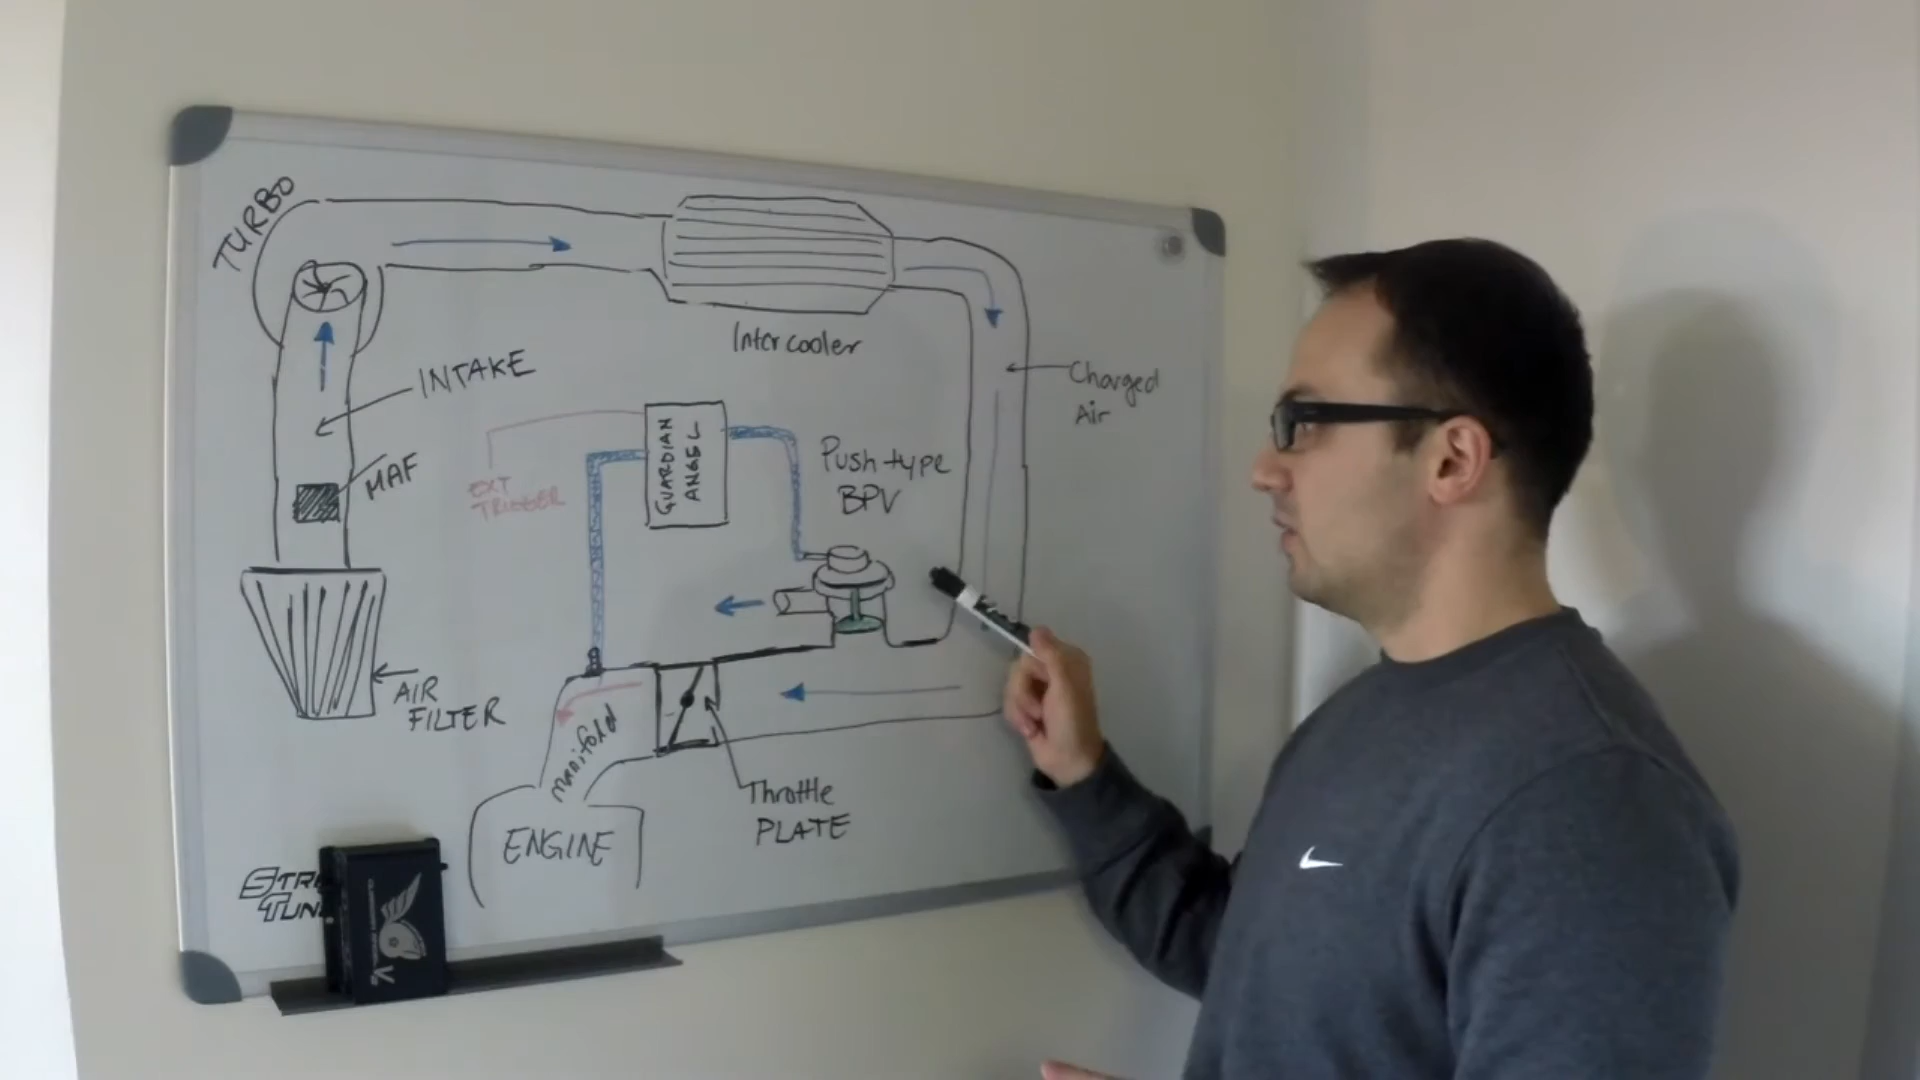 TURBO
Intercooler
INTAKE
Charged
Air
GUARDIAN
ANGEL
Push type
BPV
MAF
EXT
TRIGGER
AIR
FILTER
manifold
Throttle
PLATE
ENGINE